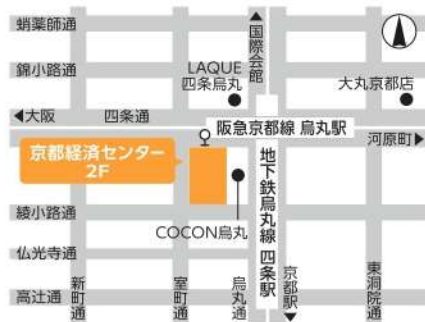 蛸薬師通
国際会館
錦小路通
LAQUE
四条烏丸
大丸京都店
大阪
四条通
阪急京都線 烏丸駅
河原町
京都経済センター
2F
地下鉄烏丸線 四条駅
綾小路通
COCON烏丸
仏光寺通
高辻通
新町通
室町通
烏丸通
京都駅
東洞院通